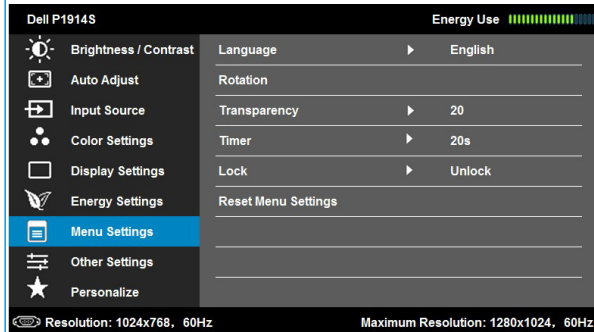 Dell P1914S Energy Use
Brightness / Contrast Language English
Auto Adjust Rotation
Input Source Transparency 20
Color Settings Timer 20s
Display Settings Lock Unlock
Energy Settings Reset Menu Settings
Menu Settings
Other Settings
Personalize
Resolution: 1024x768, 60Hz Maximum Resolution: 1280x1024, 60Hz